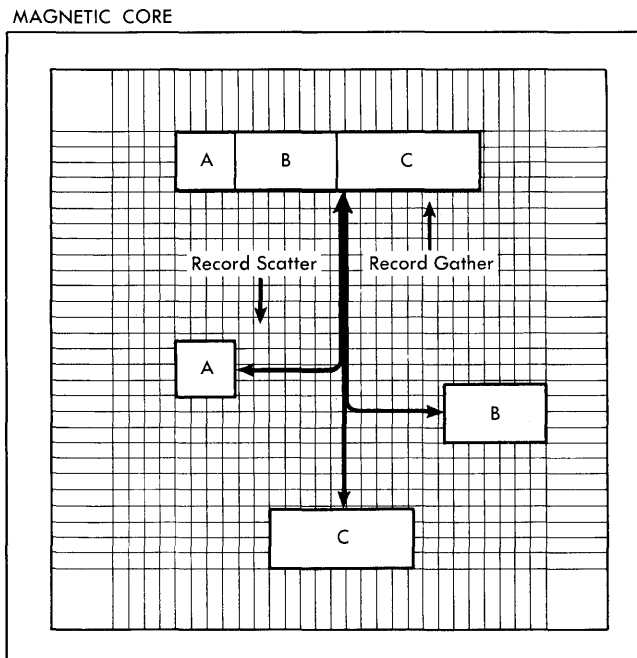 MAGNETIC CORE
A B C
Record Scatter Record Gather
A
B
C